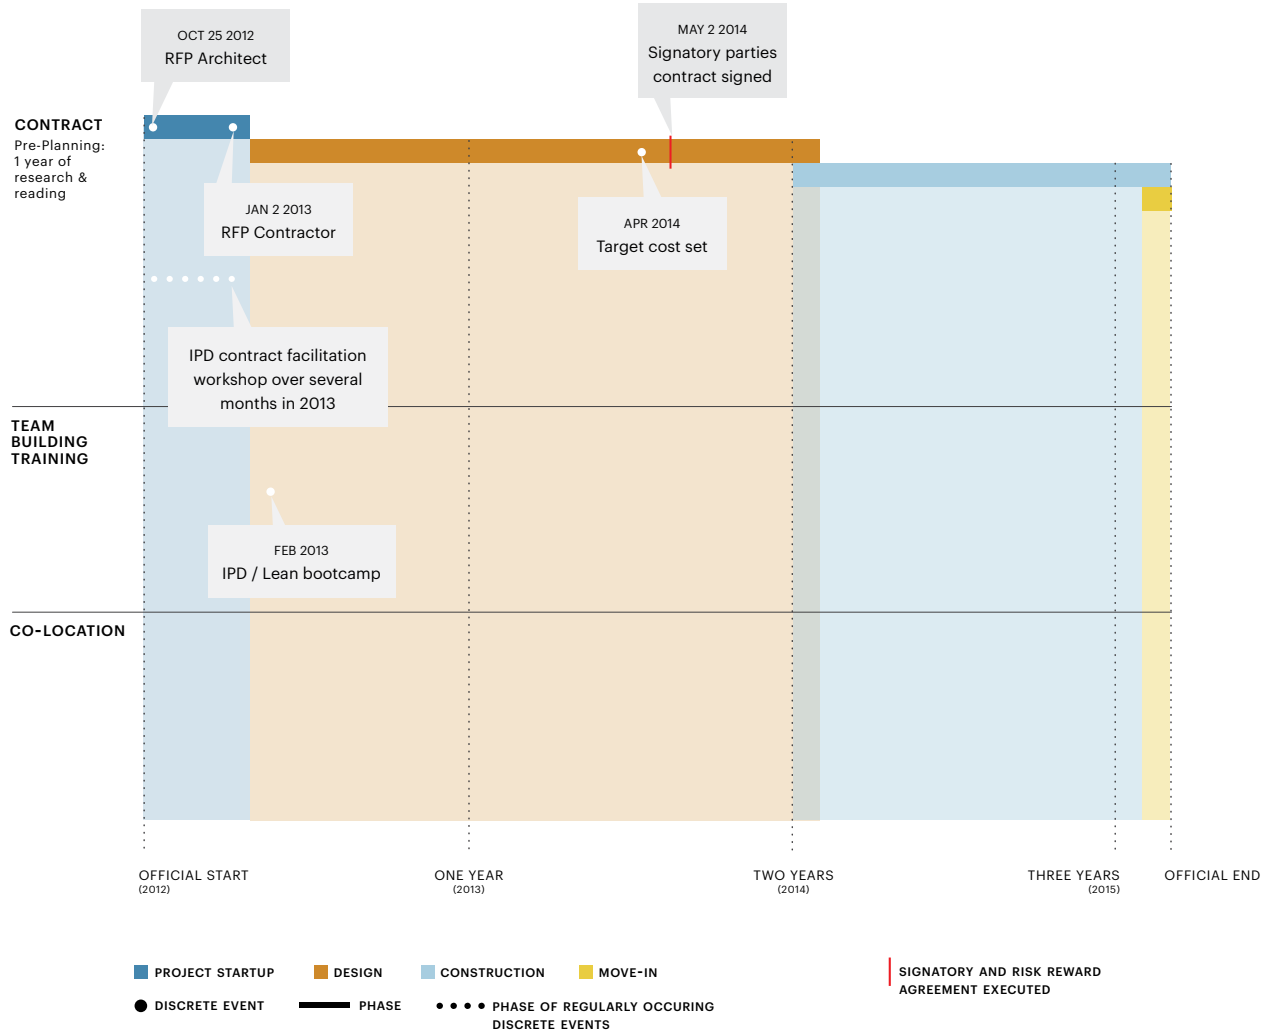 OCT 25 2012
RFP Architect
MAY 2 2014
Signatory parties
contract signed
CONTRACT
Pre-Planning:
1 year of
research &
reading
JAN 2 2013
RFP Contractor
APR 2014
Target cost set
IPD contract facilitation
workshop over several
months in 2013
TEAM
BUILDING
TRAINING
FEB 2013
IPD / Lean bootcamp
CO-LOCATION
OFFICIAL START
(2012)
ONE YEAR
(2013)
TWO YEARS
(2014)
THREE YEARS
(2015)
OFFICIAL END
PROJECT STARTUP
DESIGN
CONSTRUCTION
MOVE-IN
SIGNATORY AND RISK REWARD
AGREEMENT EXECUTED
DISCRETE EVENT
PHASE
PHASE OF REGULARLY OCCURING
DISCRETE EVENTS